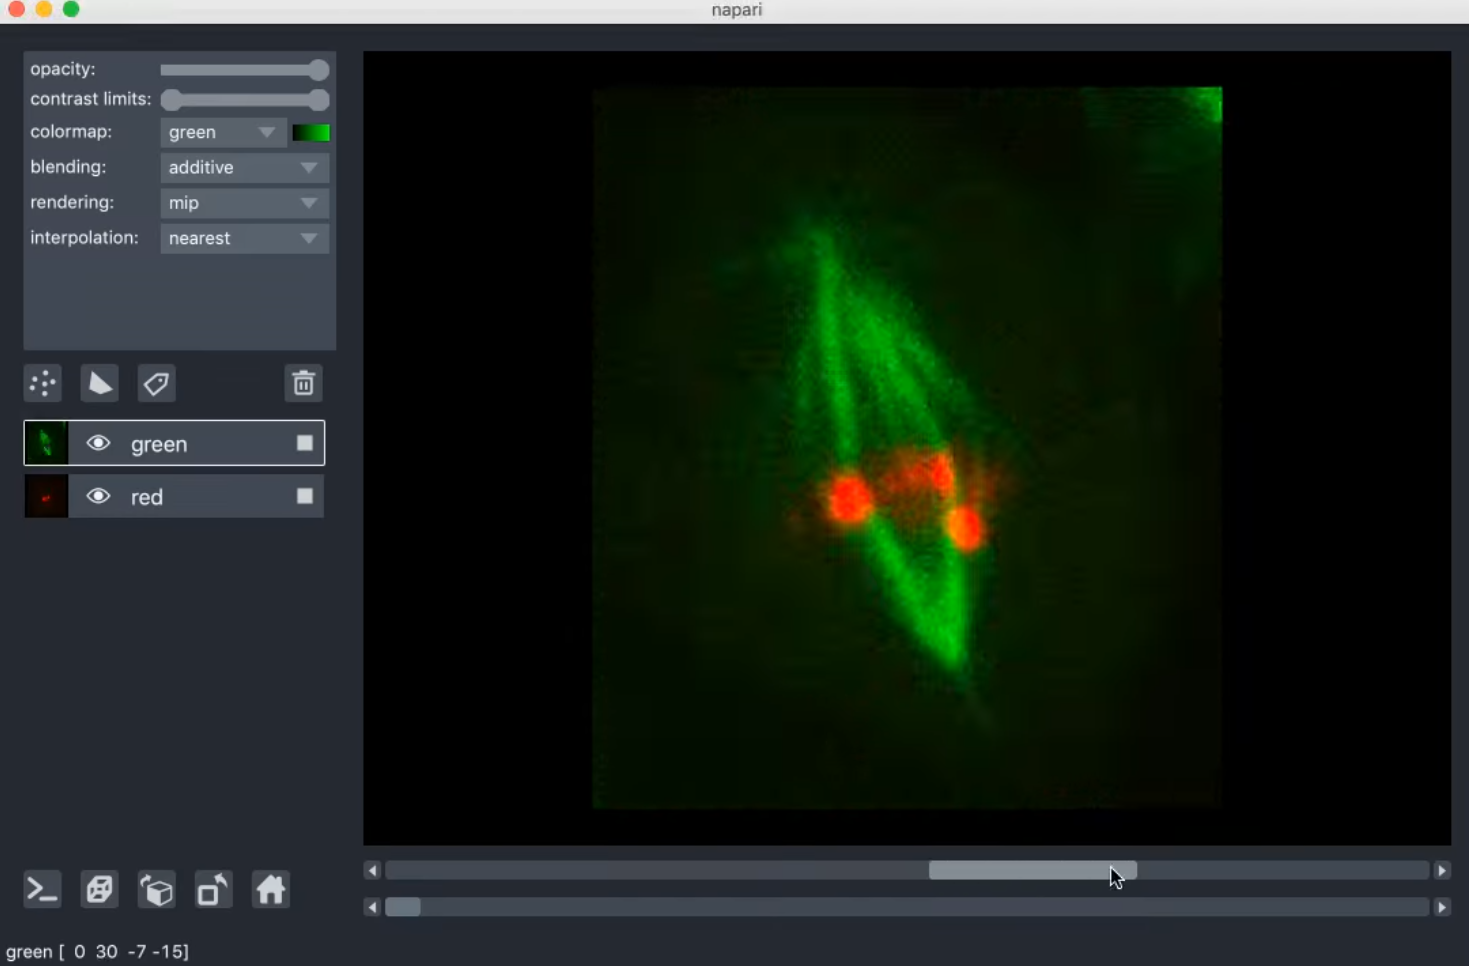 napari
opacity:
contrast limits:
colormap: green
blending: additive
rendering: mip
interpolation: nearest
green
red
green [ 0 30 -7 -15]